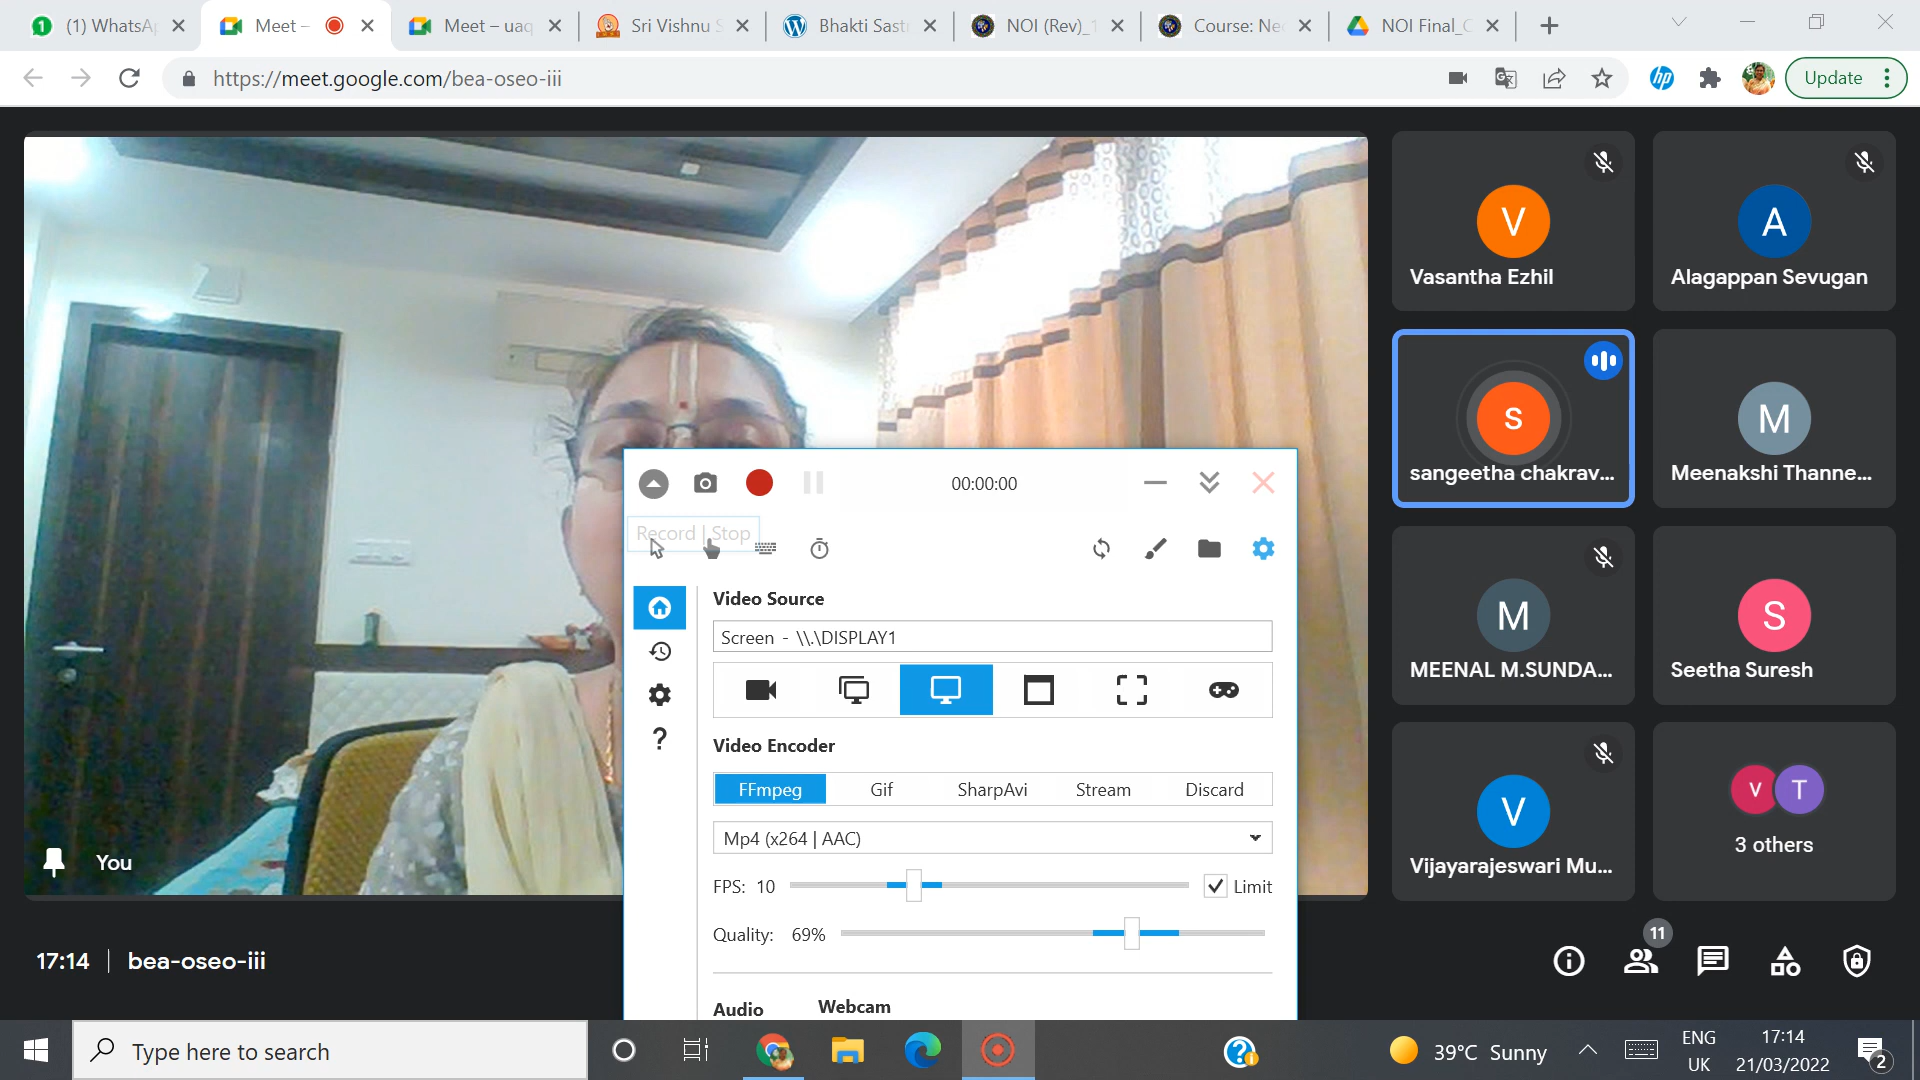 (1) WhatsAp
Meet –
Meet – uaq
Sri Vishnu S
Bhakti Sastr
NOI (Rev)_1
Course: Nec
NOI Final_C
https://meet.google.com/bea-oseo-iii
Update
V
Vasantha Ezhil
A
Alagappan Sevugan
s
sangeetha chakrav...
M
Meenakshi Thanne...
M
MEENAL M.SUNDA...
S
Seetha Suresh
V
Vijayarajeswari Mu...
V T
3 others
00:00:00
Record | Stop
Video Source
Screen - \\.\DISPLAY1
Video Encoder
FFmpeg Gif SharpAvi Stream Discard
Mp4 (x264 | AAC)
FPS: 10 Limit
Quality: 69%
Audio Webcam
You
17:14 | bea-oseo-iii
11
Type here to search
39°C Sunny
ENG
UK
17:14
21/03/2022
2